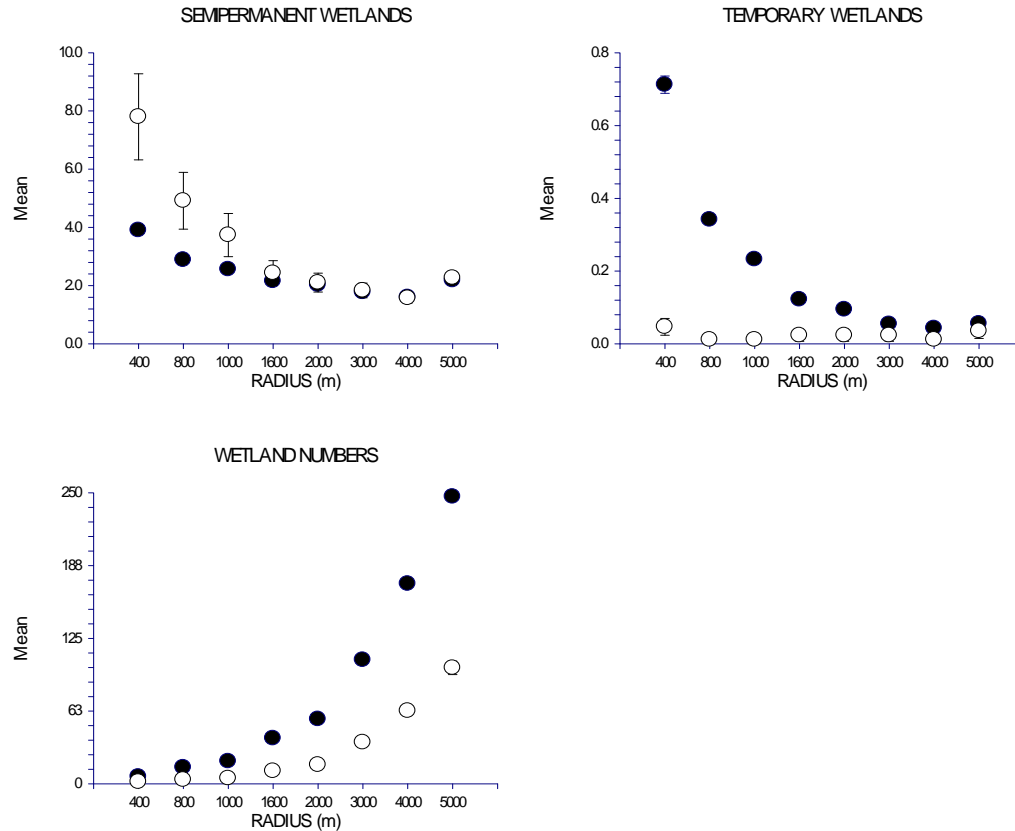 SEMIPERMANENT WETLANDS
10.0
8.0
6.0
4.0
2.0
0.0
Mean
400 800 1000 1600 2000 3000 4000 5000
RADIUS (m)
TEMPORARY WETLANDS
0.8
0.6
0.4
0.2
0.0
Mean
400 800 1000 1600 2000 3000 4000 5000
RADIUS (m)
WETLAND NUMBERS
250
188
125
63
0
Mean
400 800 1000 1600 2000 3000 4000 5000
RADIUS (m)